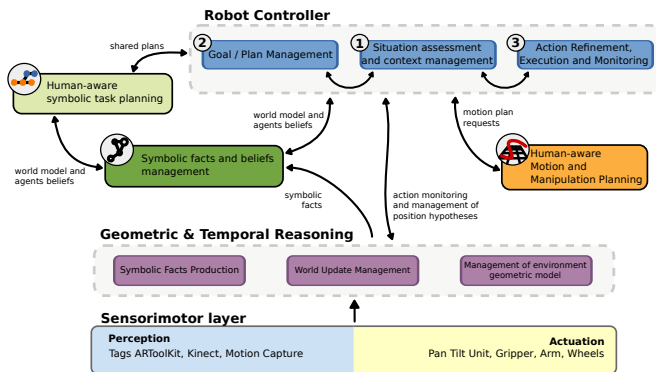 Robot Controller
2
Goal / Plan Management
1
Situation assessment
and context management
3
Action Refinement,
Execution and Monitoring
shared plans
Human-aware
symbolic task planning
world model and
agents beliefs
motion plan
requests
Symbolic facts and beliefs
management
Human-aware
Motion and
Manipulation Planning
world model and
agents beliefs
symbolic
facts
action monitoring
and management of
position hypotheses
Geometric & Temporal Reasoning
Symbolic Facts Production
World Update Management
Management of environment
geometric model
Sensorimotor layer
Perception
Tags ARToolKit, Kinect, Motion Capture
Actuation
Pan Tilt Unit, Gripper, Arm, Wheels